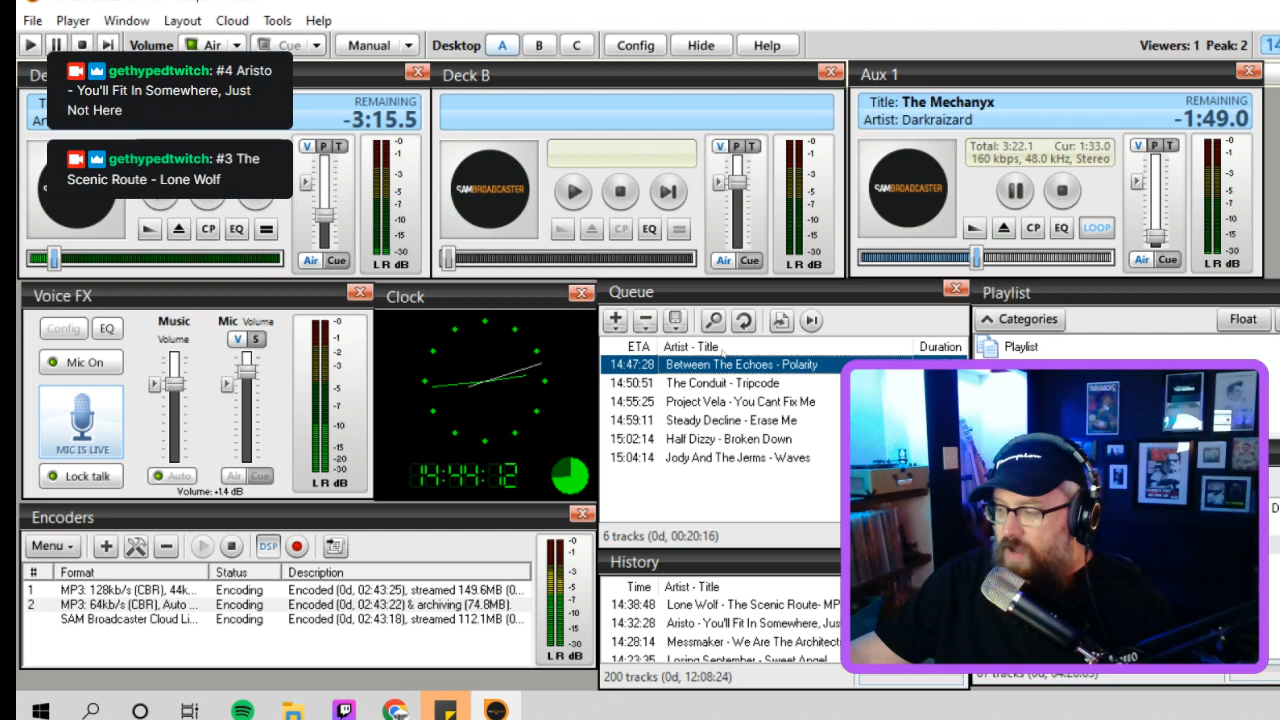 File Player Window Layout Cloud Tools Help
Volume Air Cue Manual Desktop A B C Config Hide Help Viewers: 1 Peak: 2 14
gethypedtwitch: #4 Aristo
- You'll Fit In Somewhere, Just
Not Here
gethypedtwitch: #3 The
Scenic Route - Lone Wolf
De
REMAINING
-3:15.5
V P T
CP EQ
Air Cue
L R dB
Deck B
SAMBROADCASTER
V P T
CP EQ
Air Cue
L R dB
Aux 1
Title: The Mechanyx
Artist: Darkraizard
REMAINING
-1:49.0
Total: 3:22.1 Cur: 1:33.0
160 kbps, 48.0 kHz, Stereo
SAMBROADCASTER
V P T
CP EQ LOOP
Air Cue
L R dB
Voice FX
Config EQ
Mic On
MIC IS LIVE
Lock talk
Music
Volume
Mic Volume
V S
Auto
Air Cue
Volume: +1.4 dB
L R dB
Clock
14:44:12
Queue
ETA Artist - Title Duration
14:47:28 Between The Echoes - Polarity
14:50:51 The Conduit - Tripcode
14:55:25 Project Vela - You Cant Fix Me
14:59:11 Steady Decline - Erase Me
15:02:14 Half Dizzy - Broken Down
15:04:14 Jody And The Jerms - Waves
6 tracks (0d, 00:20:16)
Playlist
Categories Float
Playlist
Encoders
Menu DSP
# Format Status Description
1 MP3: 128kb/s (CBR), 44k... Encoding Encoded (0d, 02:43:25), streamed 149.6MB (0...
2 MP3: 64kb/s (CBR), Auto ... Encoding Encoded (0d, 02:43:22) & archiving (74.8MB).
SAM Broadcaster Cloud Li... Encoding Encoded (0d, 02:43:18), streamed 112.1MB (0...
L R dB
History
Time Artist - Title
14:38:48 Lone Wolf - The Scenic Route- MP
14:32:28 Aristo - You'll Fit In Somewhere, Jus
14:28:14 Messmaker - We Are The Architect
14:23:35 Losing September - Sweet Angel
200 tracks (0d, 12:08:24)